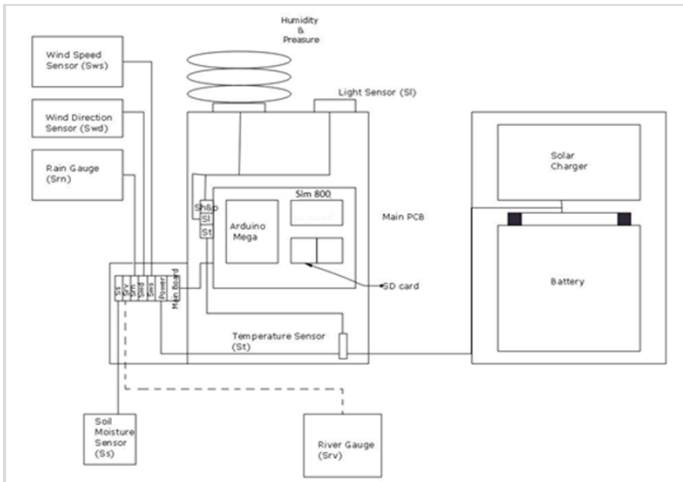 Humidity
&
Preasure
Wind Speed
Sensor (Sws)
Light Sensor (Sl)
Wind Direction
Sensor (Swd)
Rain Gauge
(Srn)
Solar
Charger
Sim 800
Sh&p
Sl
St
Arduino
Mega
Main PCB
SD card
Battery
Ss
Srv
Srn
Swd
Sws
Power
Main Board
Temperature Sensor
(St)
Soil
Moisture
Sensor
(Ss)
River Gauge
(Srv)